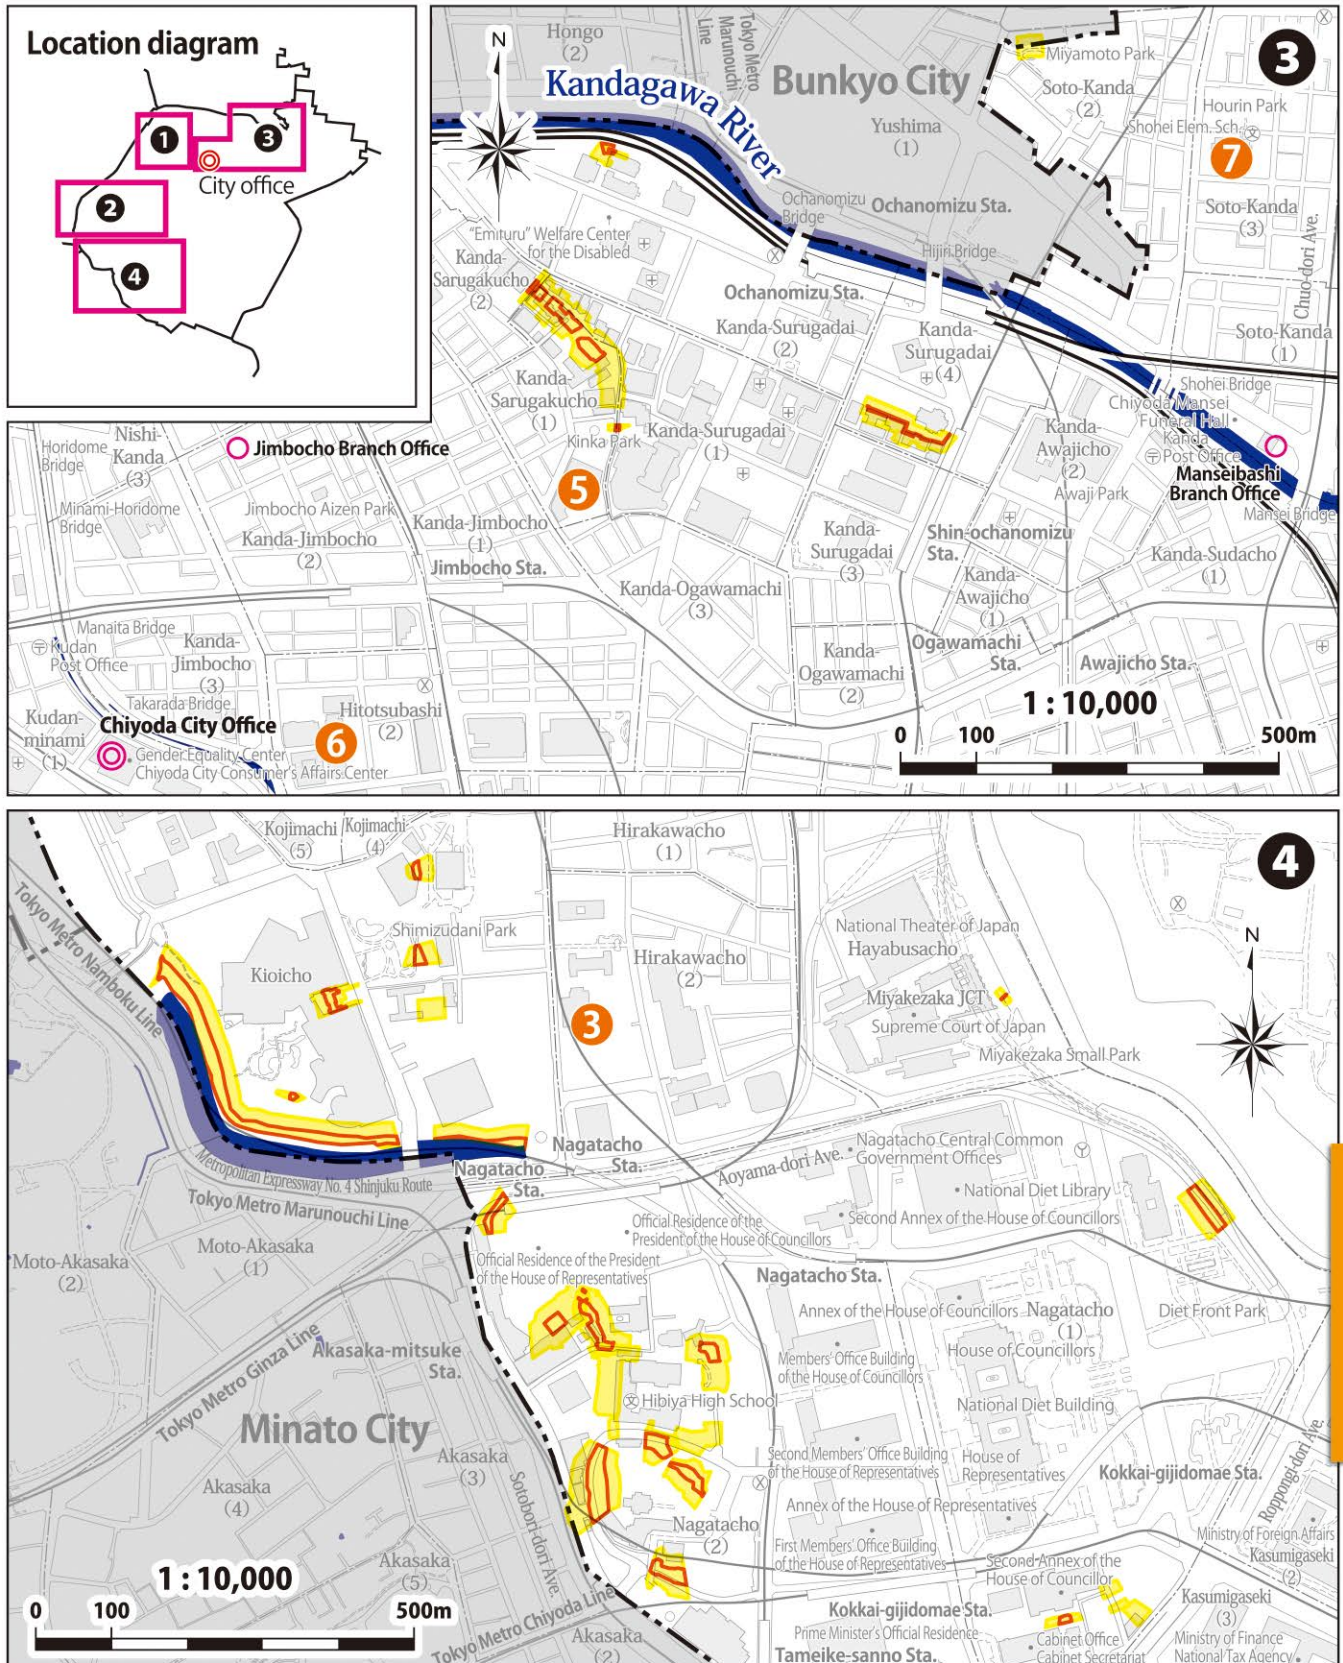 Location diagram
1
3
City office
2
4
3
N
Hongo
(2)
Tokyo Metro
Marunouchi
Line
Kandagawa River
Bunkyo City
Miyamoto Park
Soto-Kanda
(2)
Hourin Park
Shohei Elem. Sch.
7
Yushima
(1)
Soto-Kanda
(3)
Chuo-dori Ave.
Ochanomizu
Bridge
Ochanomizu Sta.
Hijiri Bridge
"Emituru" Welfare Center
for the Disabled
Kanda-
Sarugakucho
(2)
Ochanomizu Sta.
Kanda-Surugadai
(2)
Kanda-
Surugadai
(4)
Soto-Kanda
(1)
Shohei Bridge
Chiyoda Mansei
Funeral Hall
Kanda
Post Office
Kanda-
Sarugakucho
(1)
Kinka Park
Kanda-Surugadai
(1)
Kanda-
Awajicho
(2)
Awaji Park
Manseibashi
Branch Office
Mansei Bridge
Horidome
Bridge
Nishi-
Kanda
(3)
Jimbocho Branch Office
5
Minami-Horidome
Bridge
Jimbocho Aizen Park
Kanda-Jimbocho
(2)
Kanda-Jimbocho
(1)
Jimbocho Sta.
Kanda-
Surugadai
(3)
Shin-ochanomizu
Sta.
Kanda-Sudacho
(1)
Kanda-Ogawamachi
(3)
Kanda-
Awajicho
(1)
Manaita Bridge
Kudan
Post Office
Kanda-
Jimbocho
(3)
Kanda-
Ogawamachi
(2)
Ogawamachi
Sta.
Awajicho Sta.
Takarada Bridge
Kudan-
minami
(1)
Chiyoda City Office
Gender Equality Center
Chiyoda City Consumer's Affairs Center
6
Hitotsubashi
(2)
1 : 10,000
0 100 500m
4
N
Kojimachi
(5)
Kojimachi
(4)
Hirakawacho
(1)
Tokyo Metro Namboku Line
Shimizudani Park
Kioicho
Hirakawacho
(2)
3
National Theater of Japan
Hayabusacho
Miyakezaka JCT
Supreme Court of Japan
Miyakezaka Small Park
Metropolitan Expressway No. 4 Shinjuku Route
Tokyo Metro Marunouchi Line
Nagatacho
Sta.
Nagatacho
Sta.
Aoyama-dori Ave.
Nagatacho Central Common
Government Offices
National Diet Library
Second Annex of the House of Councillors
Moto-Akasaka
(2)
Moto-Akasaka
(1)
Official Residence of the
President of the House of Councillors
Official Residence of the President
of the House of Representatives
Nagatacho Sta.
Annex of the House of Councillors
Nagatacho
(1)
Diet Front Park
House of Councillors
Members' Office Building
of the House of Councillors
Tokyo Metro Ginza Line
Akasaka-mitsuke
Sta.
Hibiya High School
National Diet Building
Minato City
Akasaka
(3)
Akasaka
(4)
Sotobori-dori Ave.
Second Members' Office Building
of the House of Representatives
House of
Representatives
Kokkai-gijidomae Sta.
Roppongi-dori Ave.
Annex of the House of Representatives
Nagatacho
(2)
First Members' Office Building
of the House of Representatives
Ministry of Foreign Affairs
Kasumigaseki
(2)
Second Annex of the
House of Councillor
Akasaka
(5)
1 : 10,000
0 100 500m
Tokyo Metro Chiyoda Line
Akasaka
(2)
Kokkai-gijidomae Sta.
Prime Minister's Official Residence
Tameike-sanno Sta.
Cabinet Office
Cabinet Secretariat
Kasumigaseki
(3)
Ministry of Finance
National Tax Agency